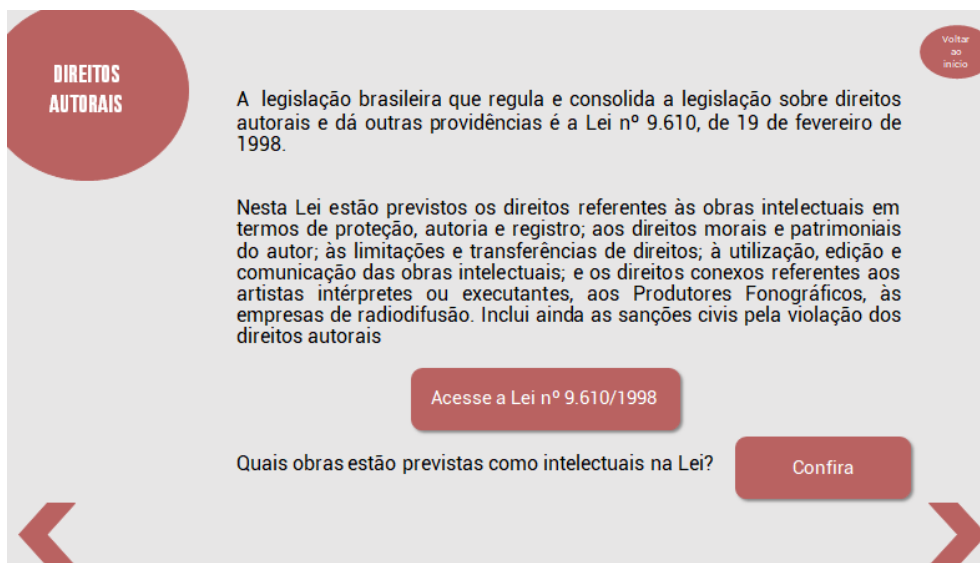 DIREITOS
AUTORAIS
Voltar
ao
início
A legislação brasileira que regula e consolida a legislação sobre direitos
autorais e dá outras providências é a Lei nº 9.610, de 19 de fevereiro de
1998.
Nesta Lei estão previstos os direitos referentes às obras intelectuais em
termos de proteção, autoria e registro; aos direitos morais e patrimoniais
do autor; às limitações e transferências de direitos; à utilização, edição e
comunicação das obras intelectuais; e os direitos conexos referentes aos
artistas intérpretes ou executantes, aos Produtores Fonográficos, às
empresas de radiodifusão. Inclui ainda as sanções civis pela violação dos
direitos autorais
Acesse a Lei nº 9.610/1998
Quais obras estão previstas como intelectuais na Lei?
Confira